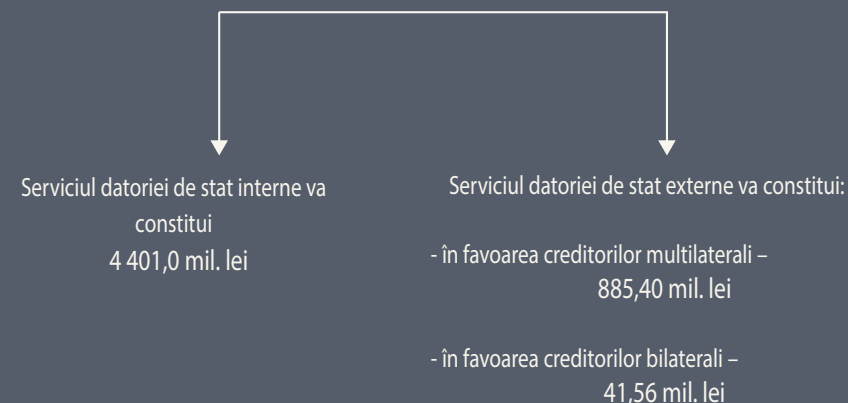 Serviciul datoriei de stat interne va
constitui
4 401,0 mil. lei
Serviciul datoriei de stat externe va constitui:
- în favoarea creditorilor multilaterali –
885,40 mil. lei
- în favoarea creditorilor bilaterali –
41,56 mil. lei